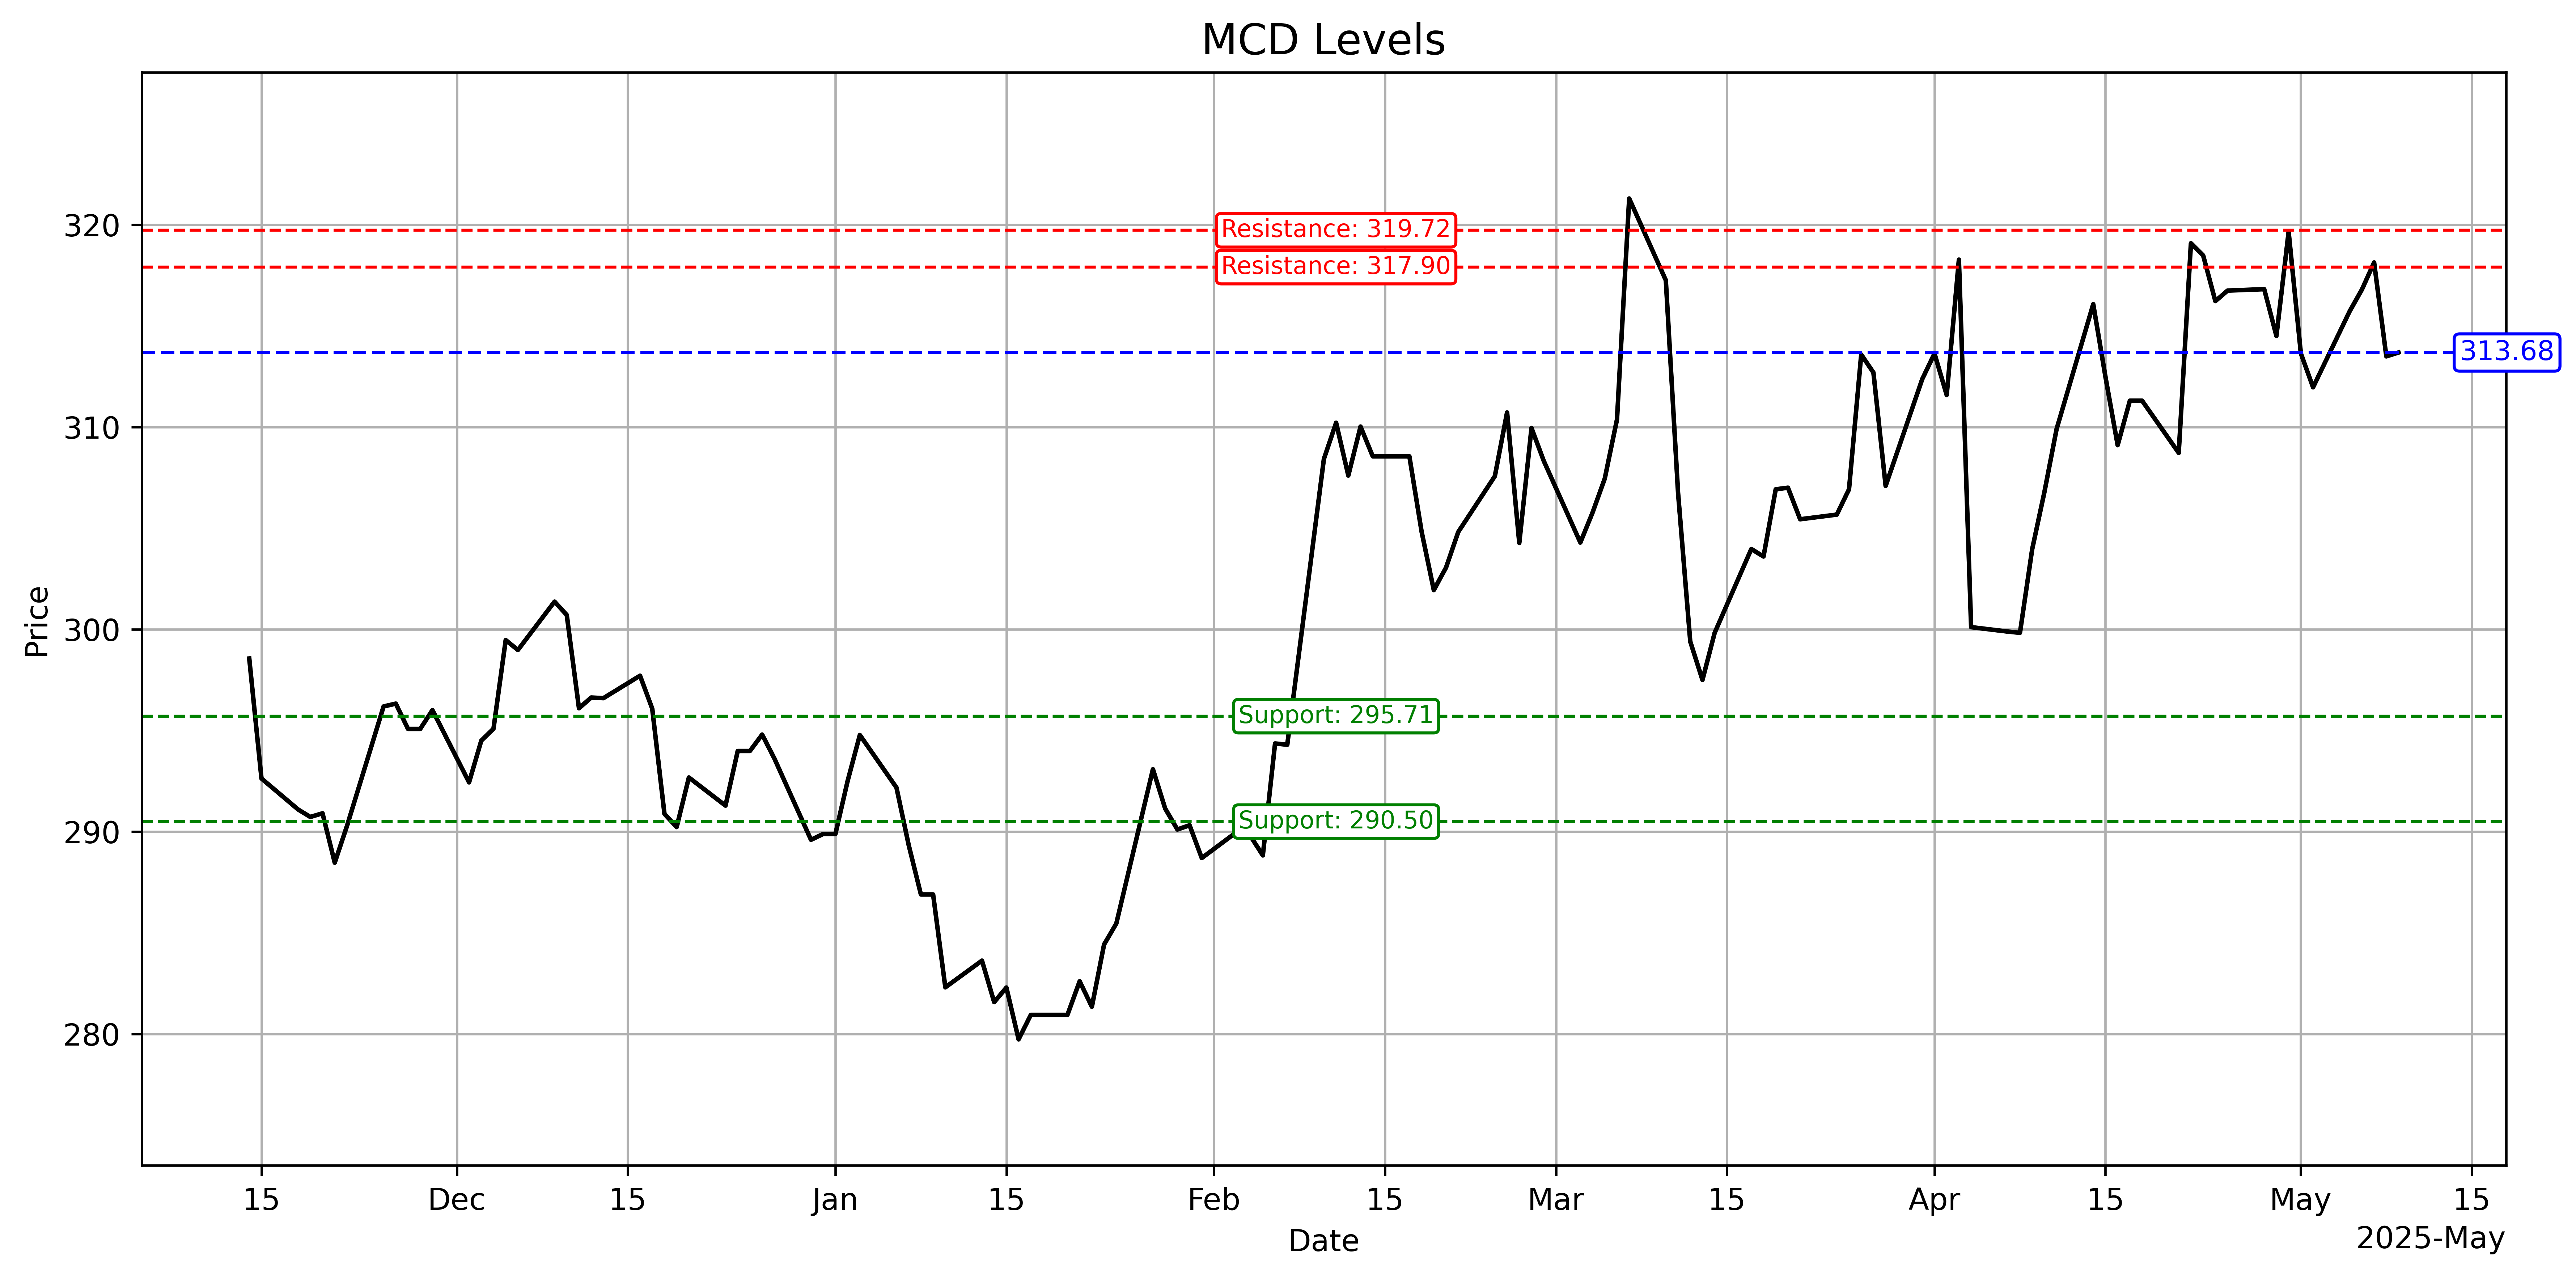 MCD Levels
320
310
300
290
280
Price
Resistance: 319.72
Resistance: 317.90
313.68
Support: 295.71
Support: 290.50
15 Dec 15 Jan 15 Feb 15 Mar 15 Apr 15 May 15
Date
2025-May